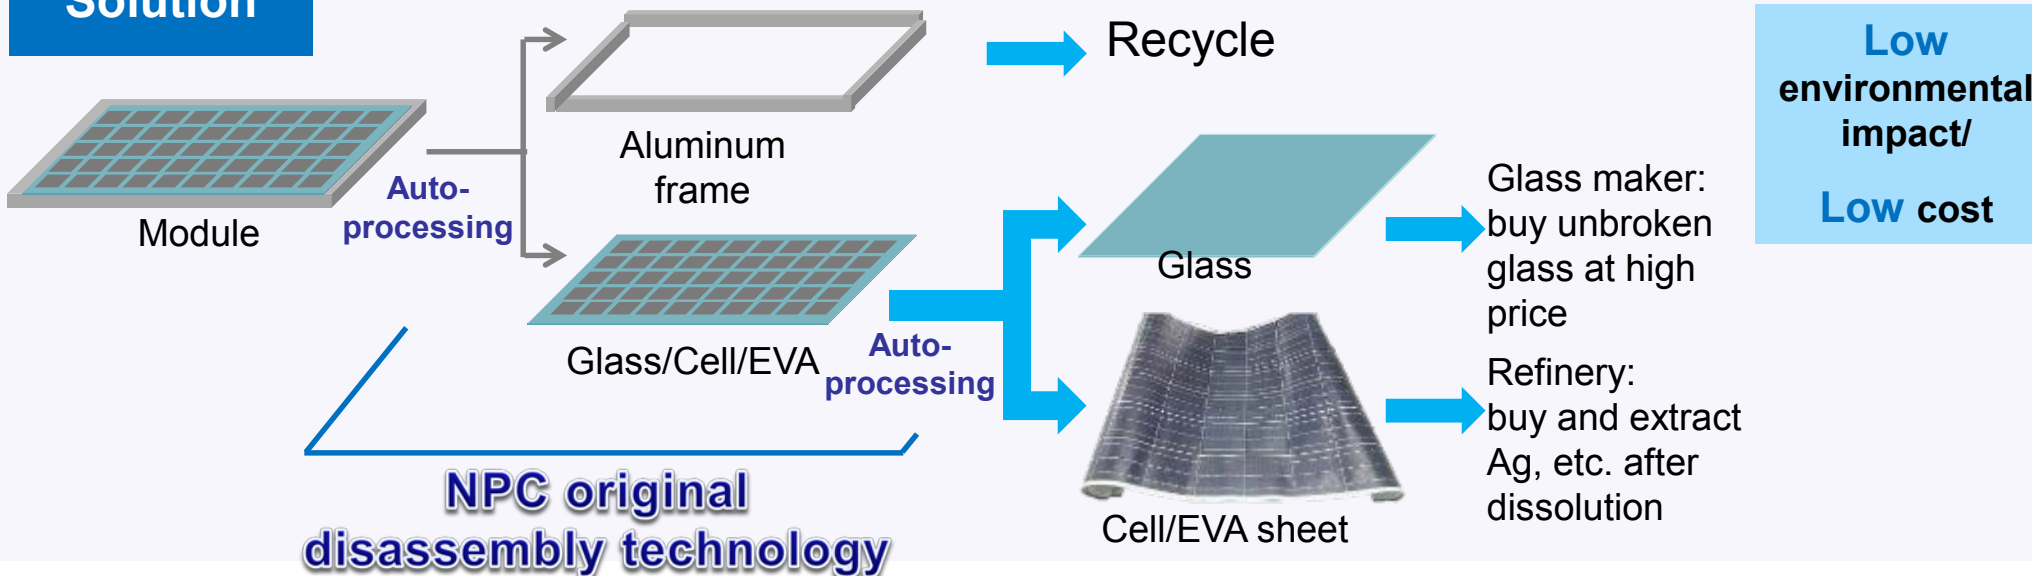 Solution
Recycle
Low
environmental
impact/
Low cost
Aluminum
frame
Auto-
processing
Module
Glass maker:
buy unbroken
glass at high
price
Glass
Glass/Cell/EVA
Auto-
processing
Refinery:
buy and extract
Ag, etc. after
dissolution
Cell/EVA sheet
NPC original
disassembly technology